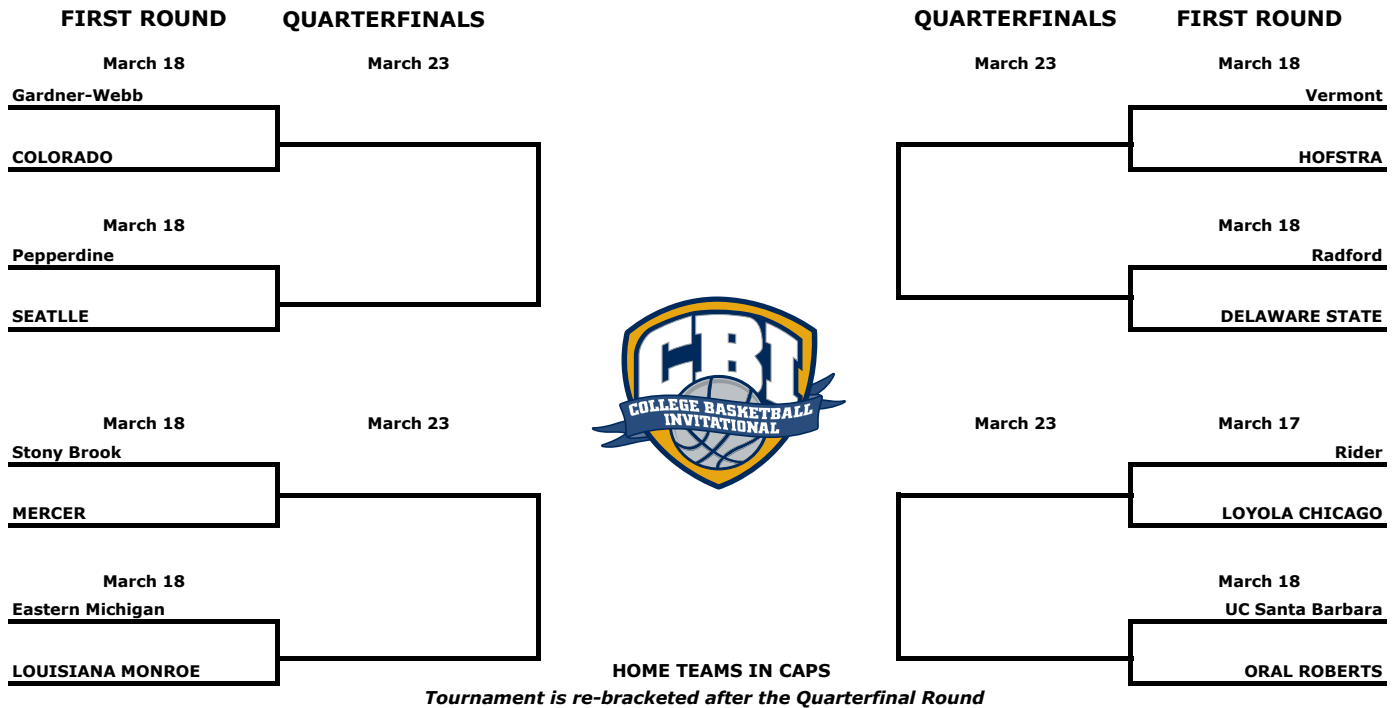 FIRST ROUND
QUARTERFINALS
QUARTERFINALS
FIRST ROUND
March 18
March 23
March 23
March 18
Gardner-Webb
Vermont
COLORADO
HOFSTRA
March 18
March 18
Pepperdine
Radford
SEATLLE
DELAWARE STATE
CBI
COLLEGE BASKETBALL
INVITATIONAL
March 18
March 23
March 23
March 17
Stony Brook
Rider
MERCER
LOYOLA CHICAGO
March 18
March 18
Eastern Michigan
UC Santa Barbara
LOUISIANA MONROE
HOME TEAMS IN CAPS
ORAL ROBERTS
Tournament is re-bracketed after the Quarterfinal Round